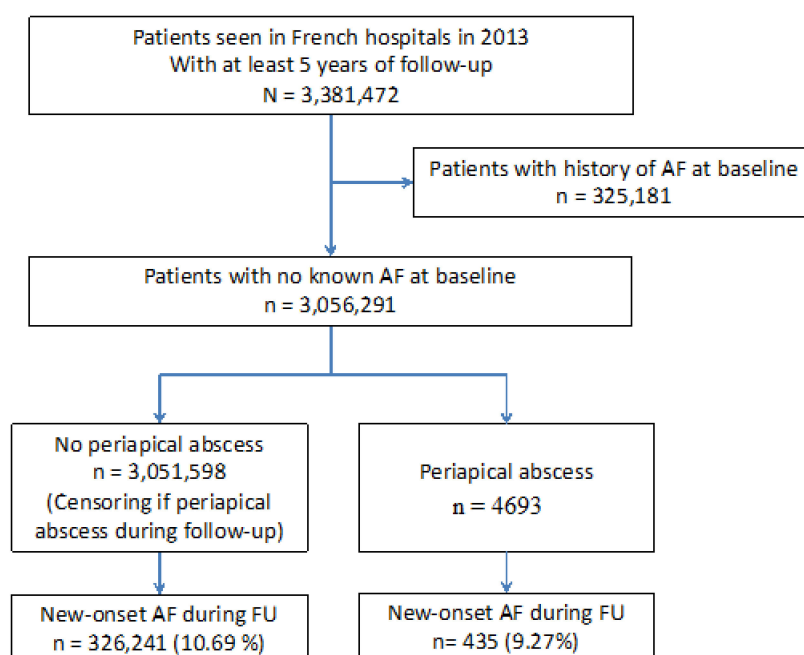 Patients seen in French hospitals in 2013
With at least 5 years of follow-up
N = 3,381,472
Patients with history of AF at baseline
n = 325,181
Patients with no known AF at baseline
n = 3,056,291
No periapical abscess
n = 3,051,598
(Censoring if periapical
abscess during follow-up)
Periapical abscess
n = 4693
New-onset AF during FU
n = 326,241 (10.69 %)
New-onset AF during FU
n= 435 (9.27%)